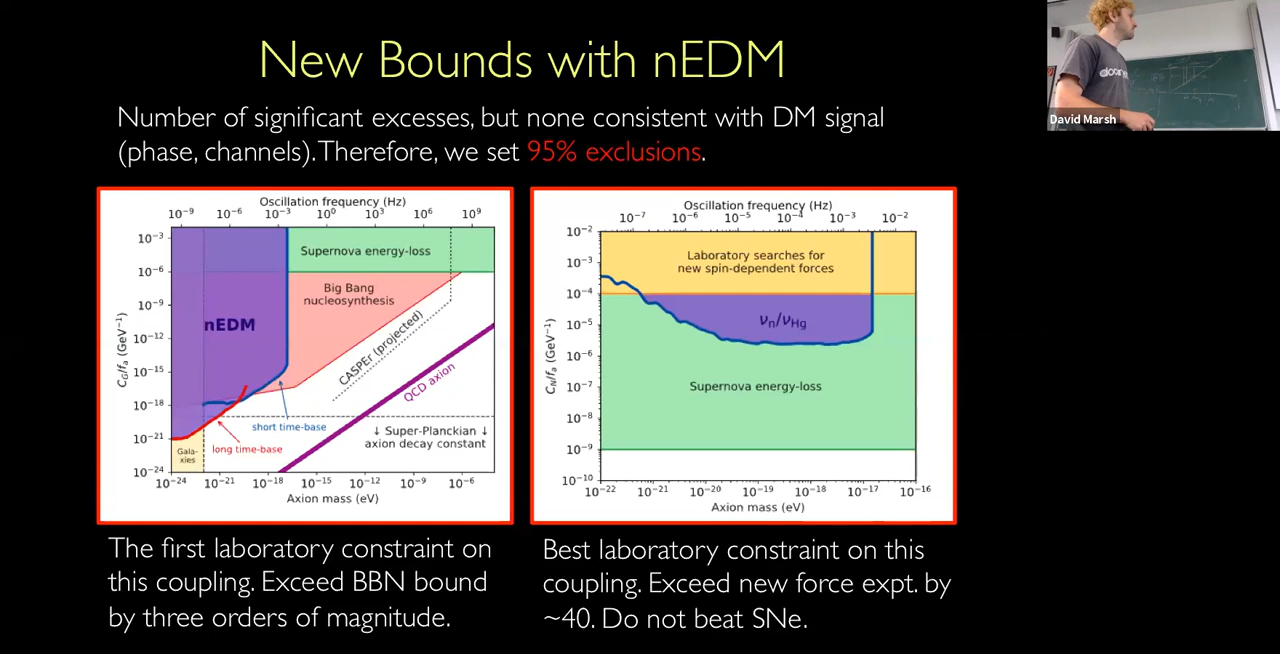 New Bounds with nEDM
Number of significant excesses, but none consistent with DM signal
(phase, channels). Therefore, we set 95% exclusions.
David Marsh
Oscillation frequency (Hz)
10⁻⁹ 10⁻⁶ 10⁻³ 10⁰ 10³ 10⁶ 10⁹
10⁻³
10⁻⁶
10⁻⁹
10⁻¹²
10⁻¹⁵
10⁻¹⁸
10⁻²¹
10⁻²⁴
C_G/f_a (GeV⁻¹)
Supernova energy-loss
Big Bang
nucleosynthesis
nEDM
CASPEr (projected)
QCD axion
short time-base
long time-base
↓ Super-Planckian ↓
axion decay constant
Gala-
xies
10⁻²⁴ 10⁻²¹ 10⁻¹⁸ 10⁻¹⁵ 10⁻¹² 10⁻⁹ 10⁻⁶
Axion mass (eV)
Oscillation frequency (Hz)
10⁻⁷ 10⁻⁶ 10⁻⁵ 10⁻⁴ 10⁻³ 10⁻²
10⁻²
10⁻³
10⁻⁴
10⁻⁵
10⁻⁶
10⁻⁷
10⁻⁸
10⁻⁹
10⁻¹⁰
C_N/f_a (GeV⁻¹)
Laboratory searches for
new spin-dependent forces
ν_n/ν_Hg
Supernova energy-loss
10⁻²² 10⁻²¹ 10⁻²⁰ 10⁻¹⁹ 10⁻¹⁸ 10⁻¹⁷ 10⁻¹⁶
Axion mass (eV)
The first laboratory constraint on
this coupling. Exceed BBN bound
by three orders of magnitude.
Best laboratory constraint on this
coupling. Exceed new force expt. by
~40. Do not beat SNe.